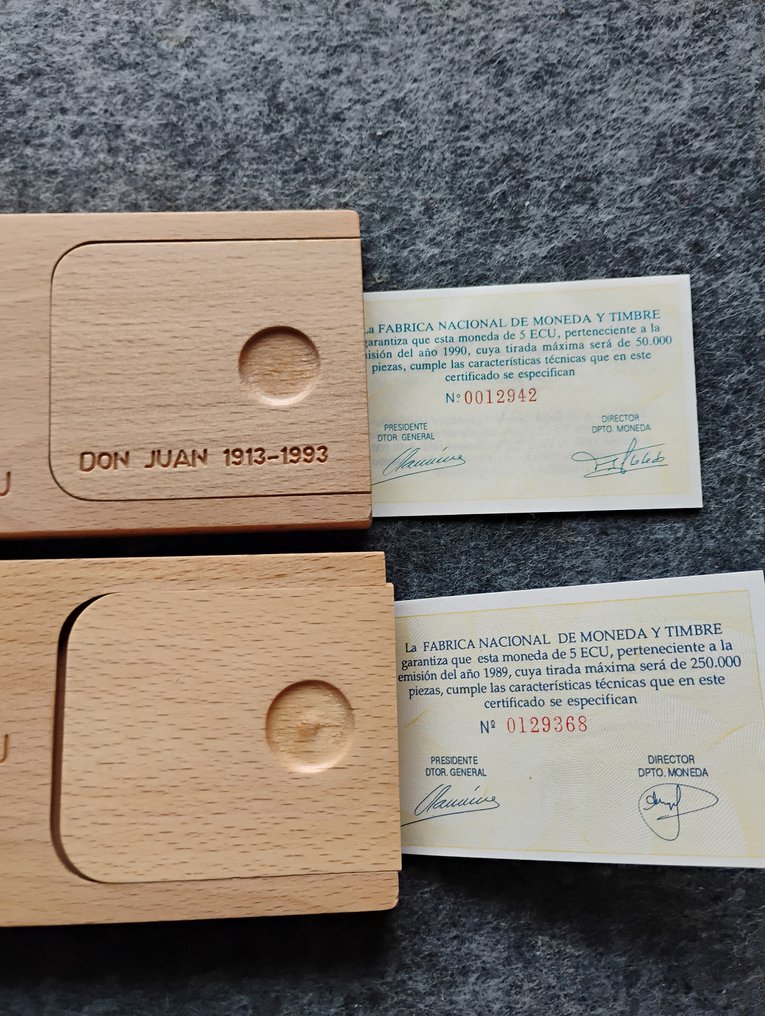 DON JUAN 1913-1993
La FABRICA NACIONAL DE MONEDA Y TIMBRE
garantiza que esta moneda de 5 ECU, perteneciente a la
emisión del año 1990, cuya tirada máxima será de 50.000
piezas, cumple las características técnicas que en este
certificado se especifican
Nº 0012942
PRESIDENTE
DTOR. GENERAL
DIRECTOR
DPTO. MONEDA
U
La FABRICA NACIONAL DE MONEDA Y TIMBRE
garantiza que esta moneda de 5 ECU, perteneciente a la
emisión del año 1989, cuya tirada máxima será de 250.000
piezas, cumple las características técnicas que en este
certificado se especifican
Nº 0129368
PRESIDENTE
DTOR. GENERAL
DIRECTOR
DPTO. MONEDA
U